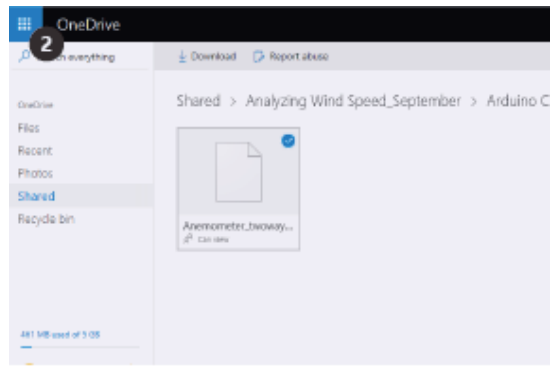 OneDrive
2
everything
Download
Report abuse
OneDrive
Files
Recent
Photos
Shared
Recycle bin
Shared > Analyzing Wind Speed_September > Arduino C
Anemometer_twoway...
Can view
461 MB used of 5 GB